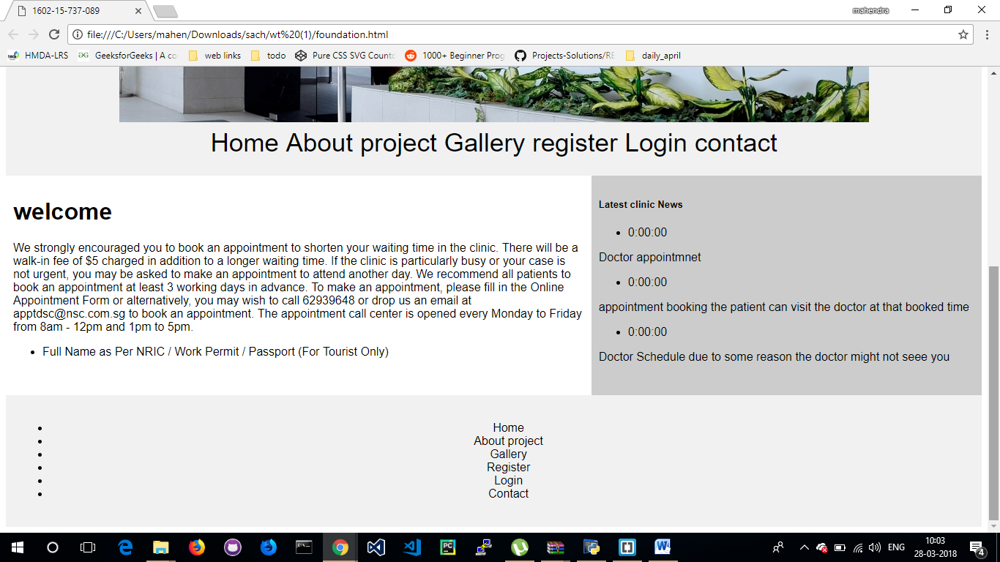 1602-15-737-089
mahendra
file:///C:/Users/mahen/Downloads/sach/wt%20(1)/foundation.html
HMDA-LRS GeeksforGeeks | A co web links todo Pure CSS SVG Count 1000+ Beginner Prog Projects-Solutions/RE daily_april
Home About project Gallery register Login contact
welcome
We strongly encouraged you to book an appointment to shorten your waiting time in the clinic. There will be a
walk-in fee of $5 charged in addition to a longer waiting time. If the clinic is particularly busy or your case is
not urgent, you may be asked to make an appointment to attend another day. We recommend all patients to
book an appointment at least 3 working days in advance. To make an appointment, please fill in the Online
Appointment Form or alternatively, you may wish to call 62939648 or drop us an email at
apptdsc@nsc.com.sg to book an appointment. The appointment call center is opened every Monday to Friday
from 8am - 12pm and 1pm to 5pm.
• Full Name as Per NRIC / Work Permit / Passport (For Tourist Only)
Latest clinic News
• 0:00:00
Doctor appointmnet
• 0:00:00
appointment booking the patient can visit the doctor at that booked time
• 0:00:00
Doctor Schedule due to some reason the doctor might not seee you
• Home
• About project
• Gallery
• Register
• Login
• Contact
ENG
10:03
28-03-2018
4